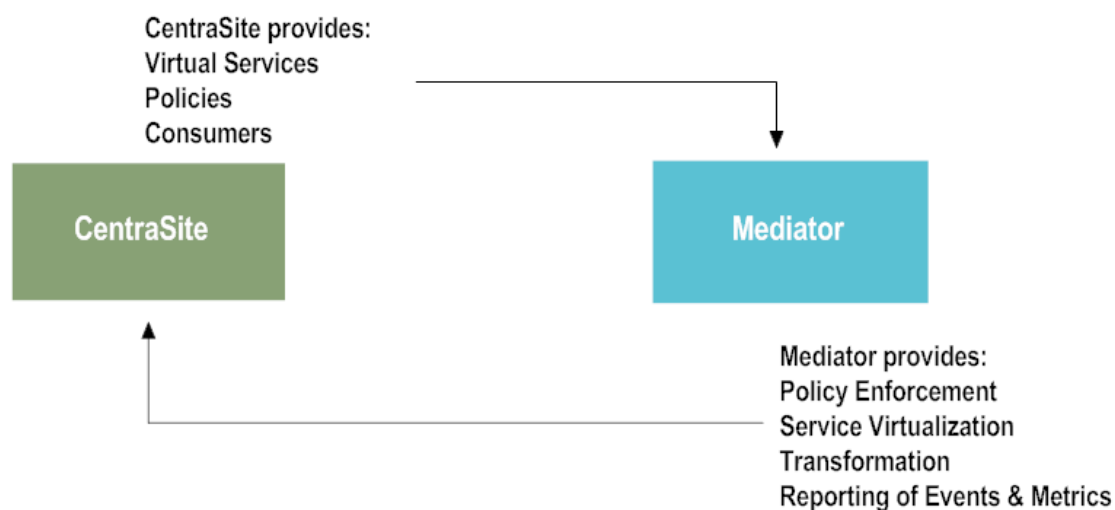 CentraSite provides:
Virtual Services
Policies
Consumers
CentraSite
Mediator
Mediator provides:
Policy Enforcement
Service Virtualization
Transformation
Reporting of Events & Metrics